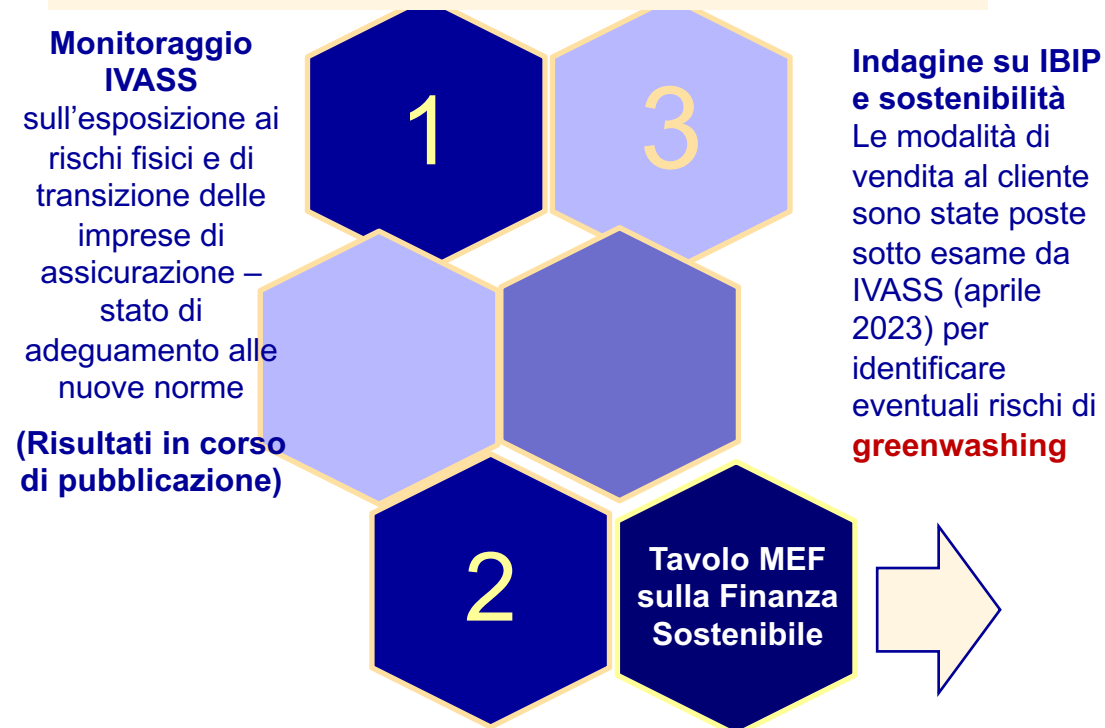 Monitoraggio
IVASS
sull’esposizione ai
rischi fisici e di
transizione delle
imprese di
assicurazione –
stato di
adeguamento alle
nuove norme
(Risultati in corso
di pubblicazione)
1
3
2
Tavolo MEF
sulla Finanza
Sostenibile
Indagine su IBIP
e sostenibilità
Le modalità di
vendita al cliente
sono state poste
sotto esame da
IVASS (aprile
2023) per
identificare
eventuali rischi di
greenwashing